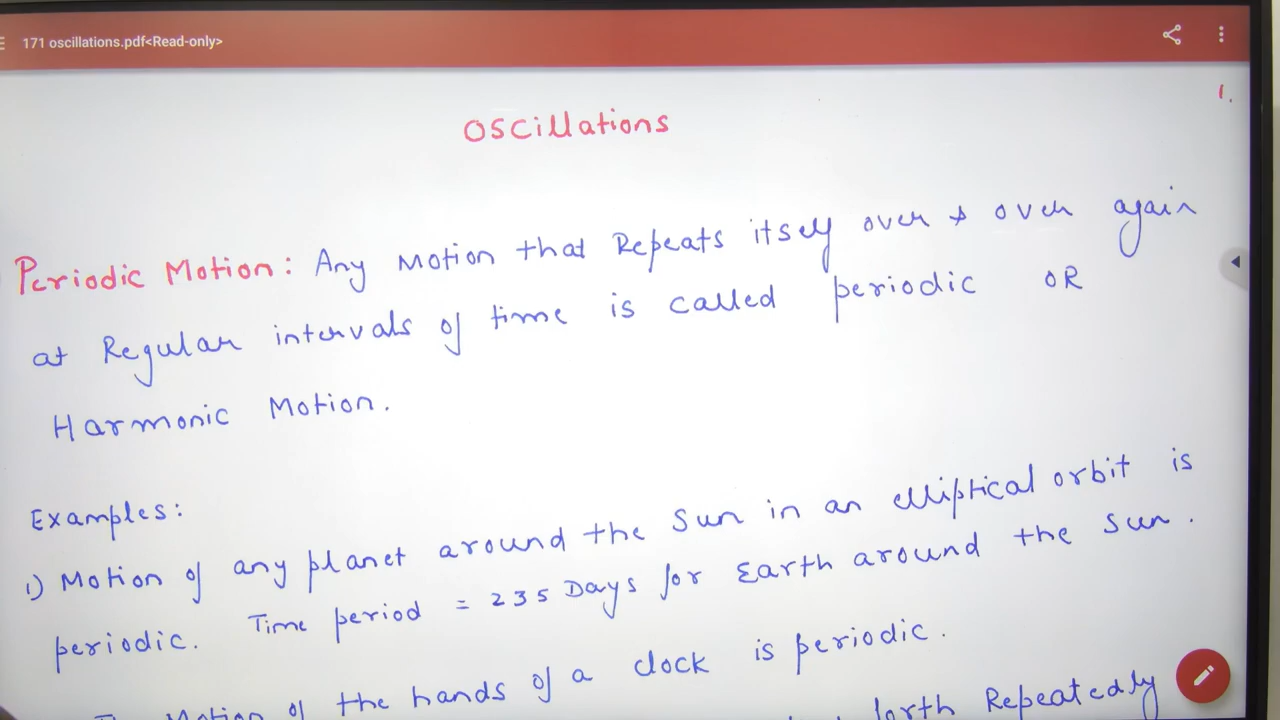 171 oscillations.pdf<Read-only>
1.
Oscillations
Periodic Motion: Any Motion that Repeats itself over & over again
at Regular intervals of time is called periodic OR
Harmonic Motion.
Examples:
1) Motion of any planet around the Sun in an elliptical orbit is
periodic. Time period = 235 Days for Earth around the Sun.
Motion of the hands of a clock is periodic.
forth Repeatedly